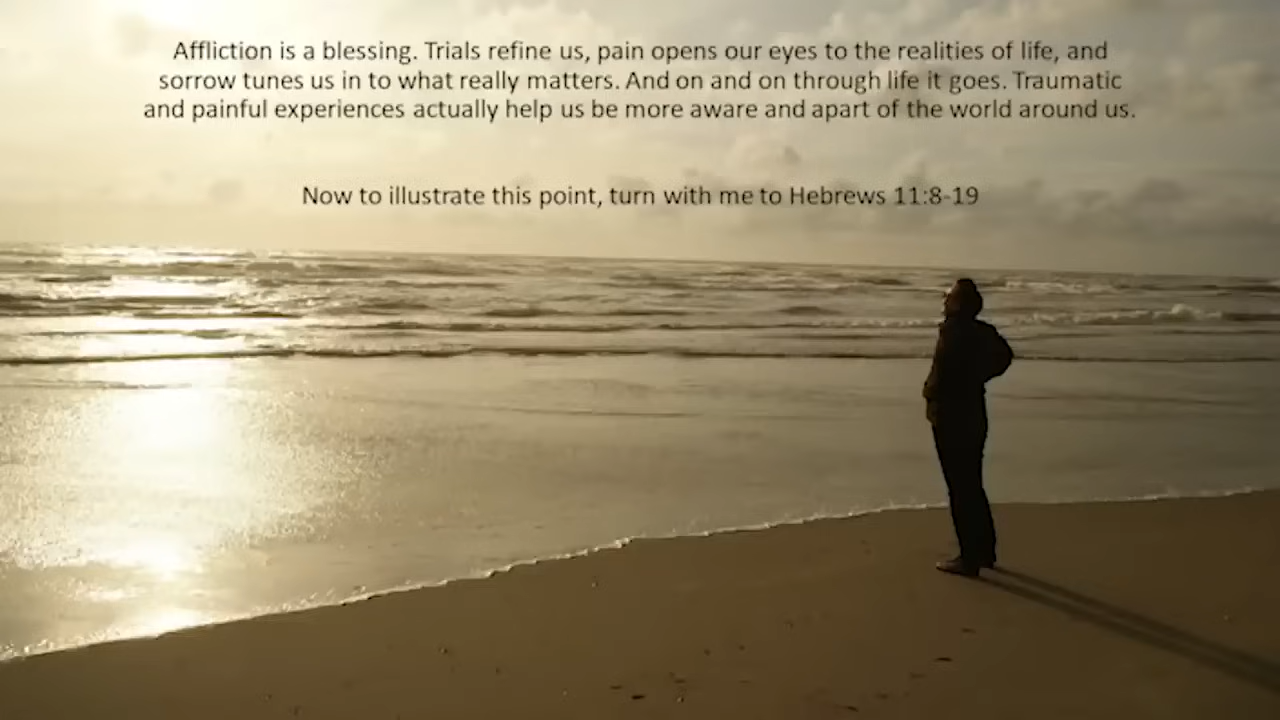 Affliction is a blessing. Trials refine us, pain opens our eyes to the realities of life, and
sorrow tunes us in to what really matters. And on and on through life it goes. Traumatic
and painful experiences actually help us be more aware and apart of the world around us.
Now to illustrate this point, turn with me to Hebrews 11:8-19